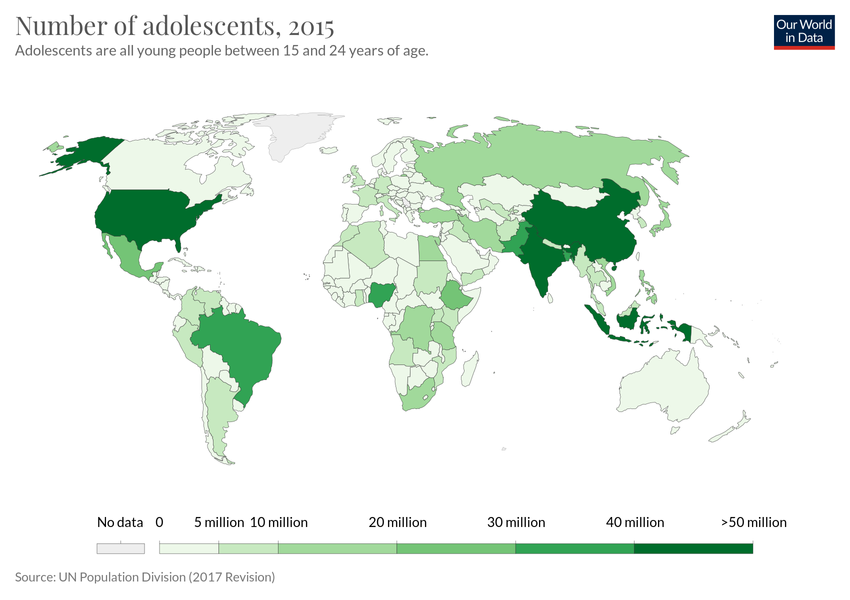 Number of adolescents, 2015
Our World
in Data
Adolescents are all young people between 15 and 24 years of age.
No data 0 5 million 10 million 20 million 30 million 40 million >50 million
Source: UN Population Division (2017 Revision)